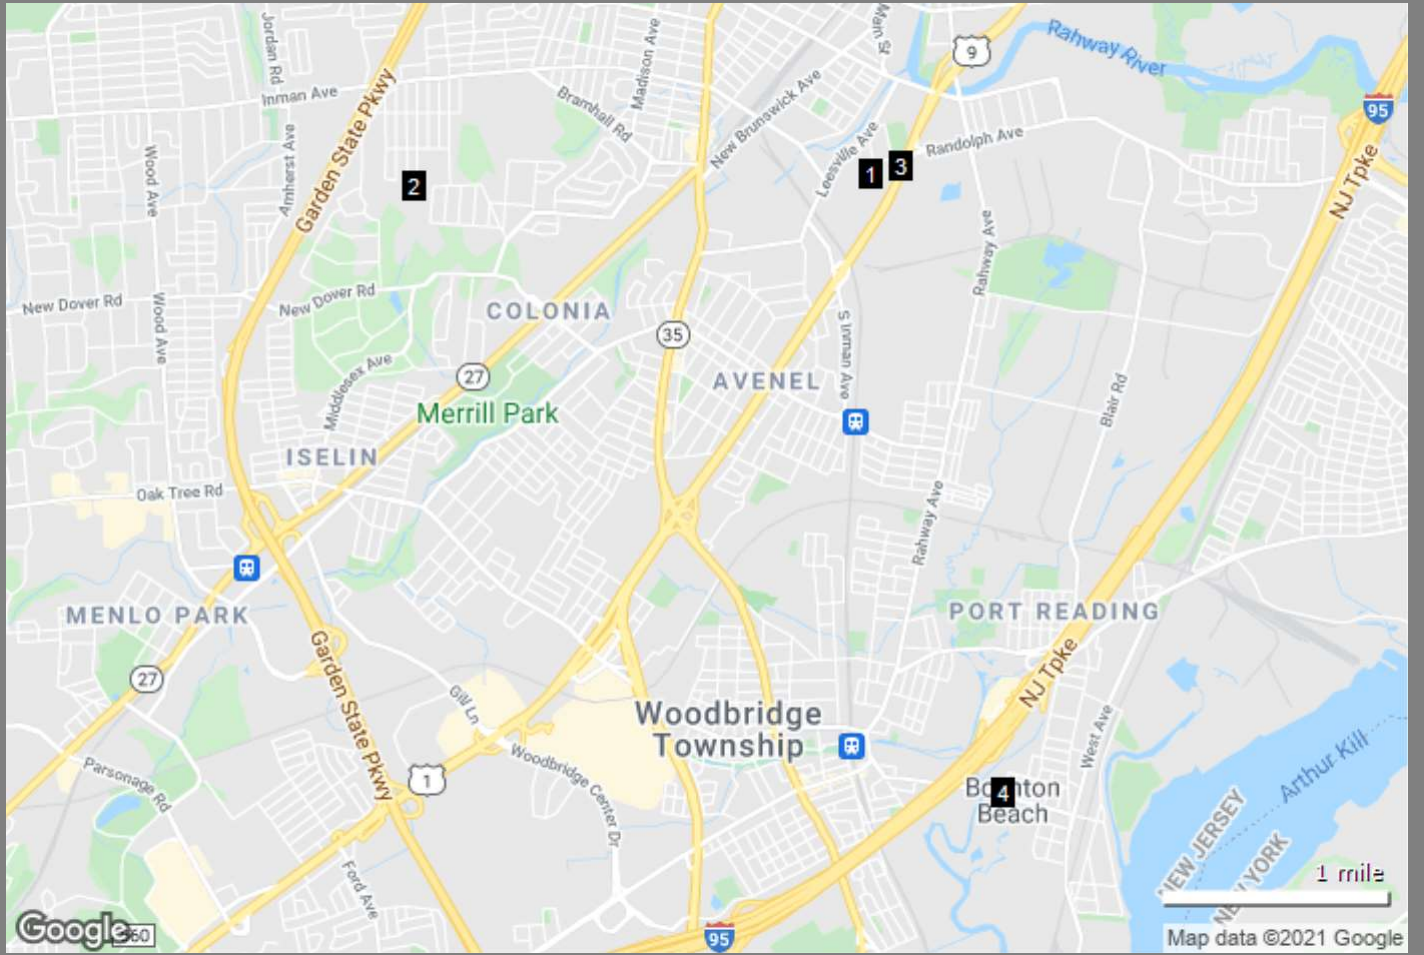 Jordan Rd
Garden State Pkwy
Madison Ave
Main St
9
Rahway River
Inman Ave
Bramhall Rd
New Brunswick Ave
95
Amherst Ave
Wood Ave
Leesville Ave
Randolph Ave
1
3
2
NJ Tpke
Rahway Ave
New Dover Rd
New Dover Rd
Wood Ave
COLONIA
35
S Inman Ave
27
Middlesex Ave
AVENEL
Blair Rd
Merrill Park
ISELIN
Oak Tree Rd
Rahway Ave
MENLO PARK
PORT READING
27
Garden State Pkwy
NJ Tpke
Gill Ln
Woodbridge
Township
West Ave
Arthur Kill
Parsonage Rd
1
Woodbridge Center Dr
4
Beach
NEW JERSEY
NEW YORK
Ford Ave
1 mile
Google
95
Map data ©2021 Google